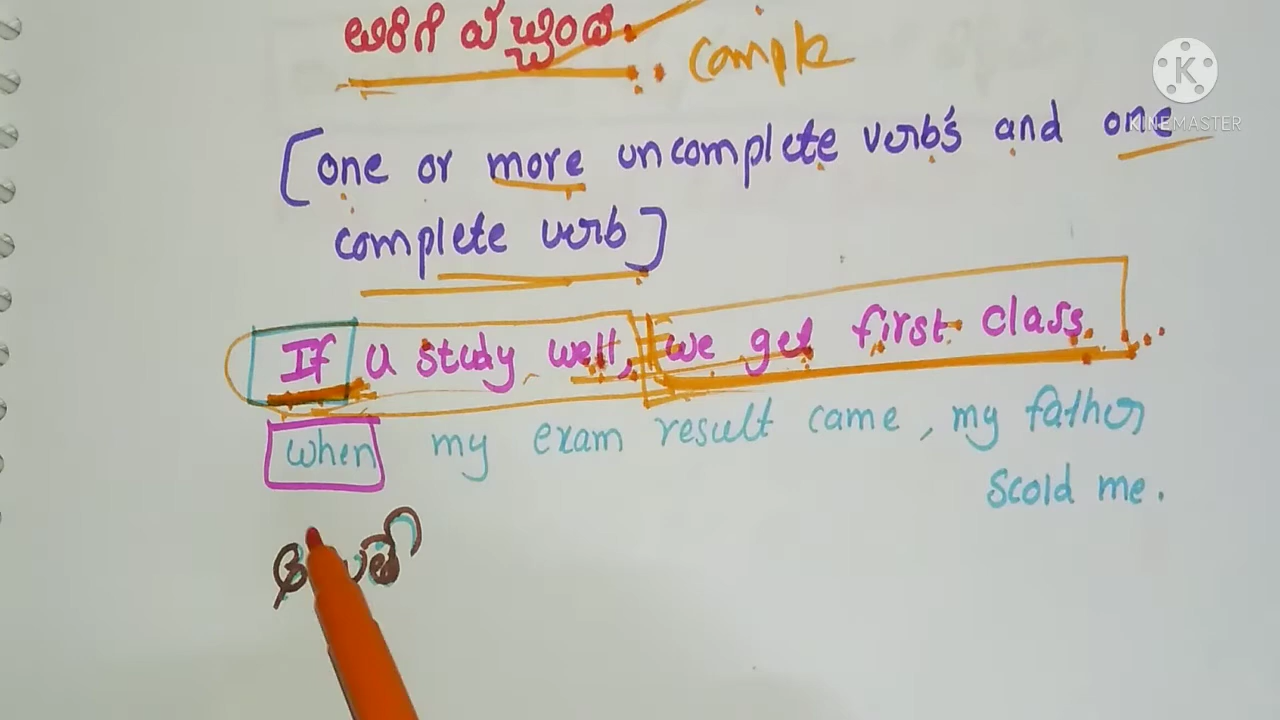 comple
[one or more uncomplete verb's and one
complete verb]
If u study well, we get first class.
when my exam result came, my father
scold me.
KINEMASTER